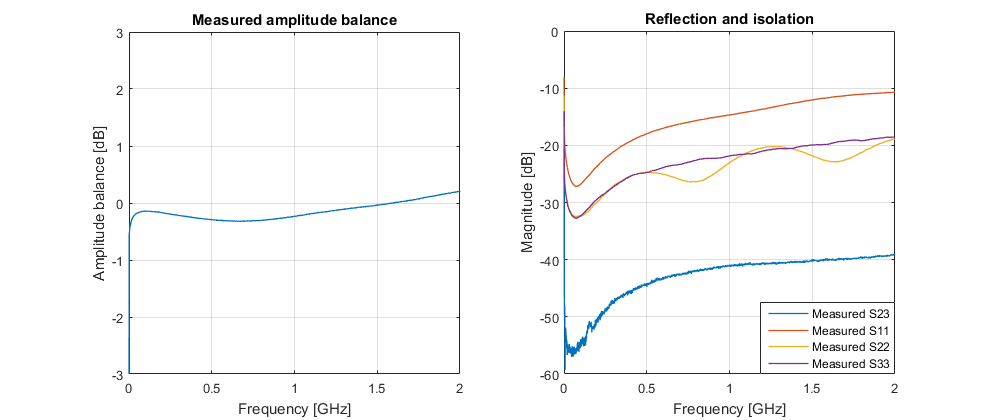 Measured amplitude balance
3
2
1
0
-1
-2
-3
0
0.5
1
1.5
2
Amplitude balance [dB]
Frequency [GHz]
Reflection and isolation
0
-10
-20
-30
-40
-50
-60
0
0.5
1
1.5
2
Magnitude [dB]
Frequency [GHz]
Measured S23
Measured S11
Measured S22
Measured S33